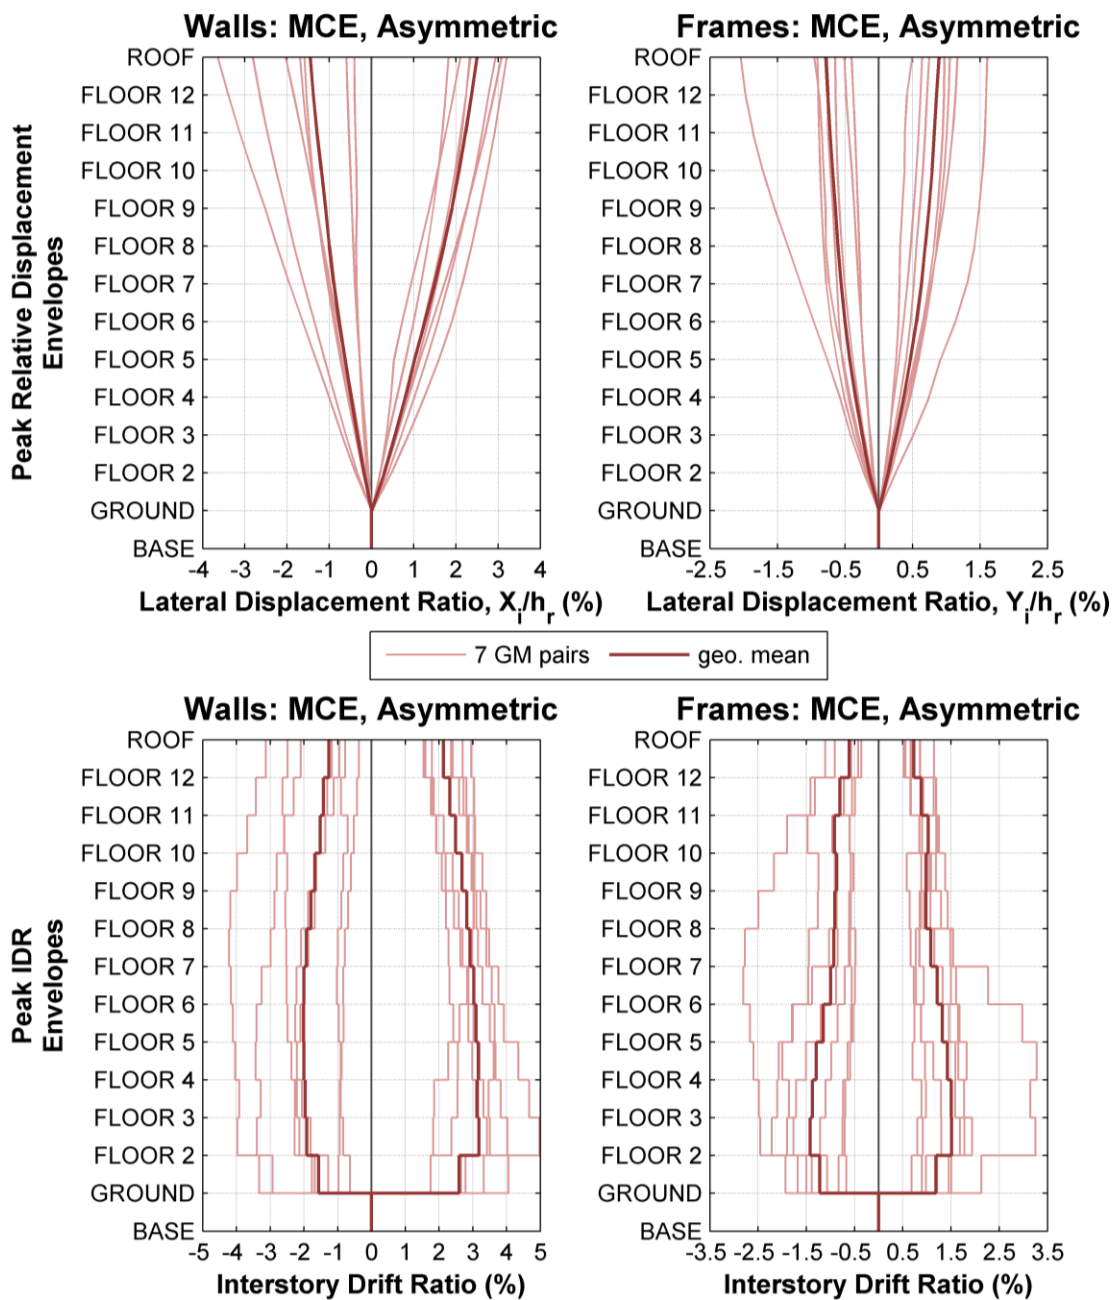 Walls: MCE, Asymmetric
Frames: MCE, Asymmetric
Peak Relative Displacement
Envelopes
ROOF
FLOOR 12
FLOOR 11
FLOOR 10
FLOOR 9
FLOOR 8
FLOOR 7
FLOOR 6
FLOOR 5
FLOOR 4
FLOOR 3
FLOOR 2
GROUND
BASE
-4 -3 -2 -1 0 1 2 3 4
Lateral Displacement Ratio, X_i/h_r (%)
ROOF
FLOOR 12
FLOOR 11
FLOOR 10
FLOOR 9
FLOOR 8
FLOOR 7
FLOOR 6
FLOOR 5
FLOOR 4
FLOOR 3
FLOOR 2
GROUND
BASE
-2.5 -1.5 -0.5 0.5 1.5 2.5
Lateral Displacement Ratio, Y_i/h_r (%)
7 GM pairs geo. mean
Walls: MCE, Asymmetric
Frames: MCE, Asymmetric
Peak IDR
Envelopes
ROOF
FLOOR 12
FLOOR 11
FLOOR 10
FLOOR 9
FLOOR 8
FLOOR 7
FLOOR 6
FLOOR 5
FLOOR 4
FLOOR 3
FLOOR 2
GROUND
BASE
-5 -4 -3 -2 -1 0 1 2 3 4 5
Interstory Drift Ratio (%)
ROOF
FLOOR 12
FLOOR 11
FLOOR 10
FLOOR 9
FLOOR 8
FLOOR 7
FLOOR 6
FLOOR 5
FLOOR 4
FLOOR 3
FLOOR 2
GROUND
BASE
-3.5 -2.5 -1.5 -0.5 0.5 1.5 2.5 3.5
Interstory Drift Ratio (%)